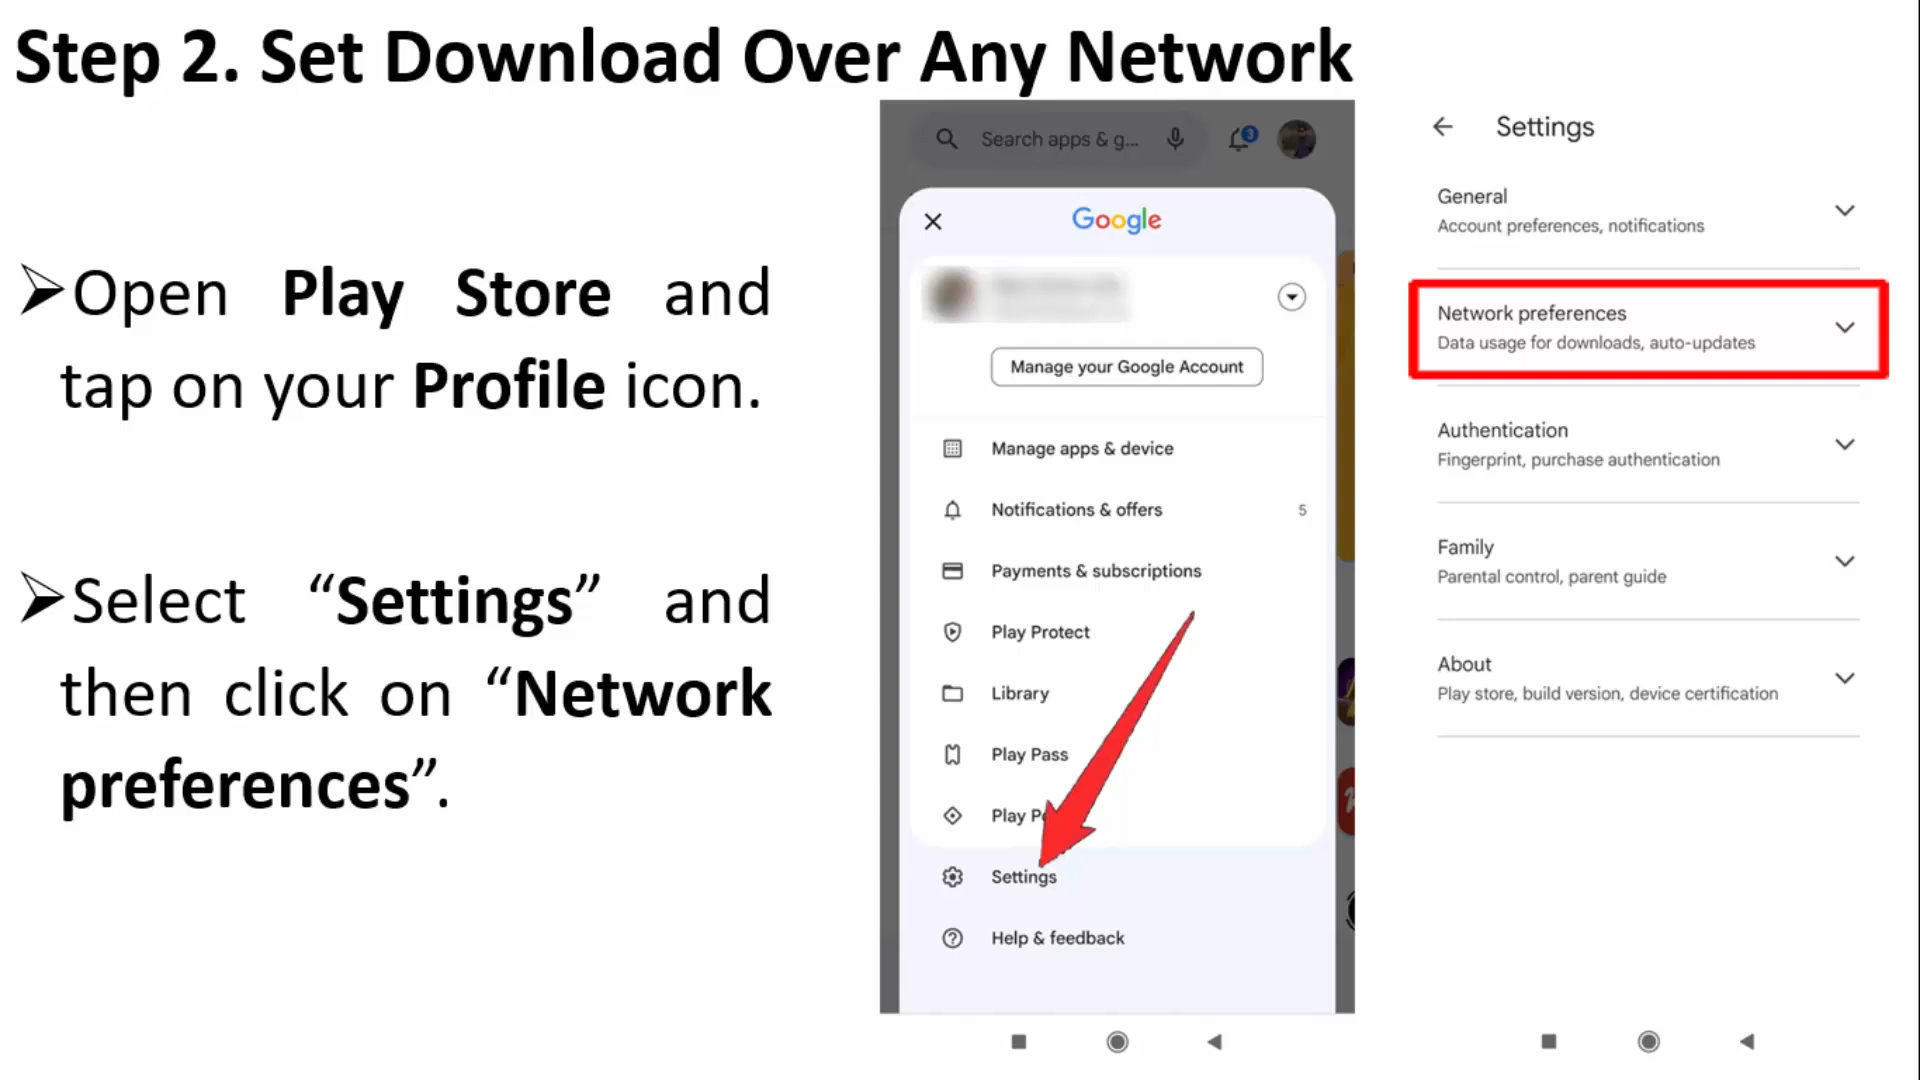 Step 2. Set Download Over Any Network
➢Open Play Store and
tap on your Profile icon.
➢Select “Settings” and
then click on “Network
preferences”.
Search apps & g...
3
Google
Manage your Google Account
Manage apps & device
Notifications & offers 5
Payments & subscriptions
Play Protect
Library
Play Pass
Play
Settings
Help & feedback
Settings
General
Account preferences, notifications
Network preferences
Data usage for downloads, auto-updates
Authentication
Fingerprint, purchase authentication
Family
Parental control, parent guide
About
Play store, build version, device certification